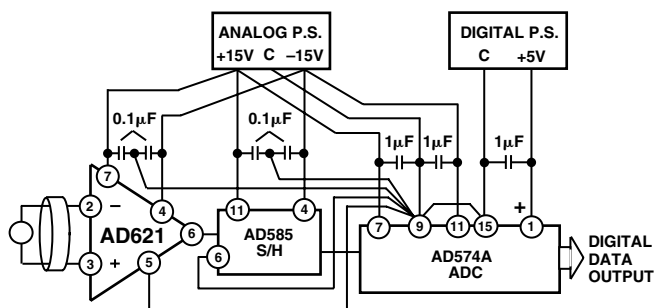 ANALOG P.S.
+15V C –15V
DIGITAL P.S.
C +5V
0.1µF
0.1µF
1µF
1µF
1µF
7
2
–
4
AD621
6
3
+
5
11
4
AD585
S/H
6
7
9
11
15
+
1
AD574A
ADC
DIGITAL
DATA
OUTPUT